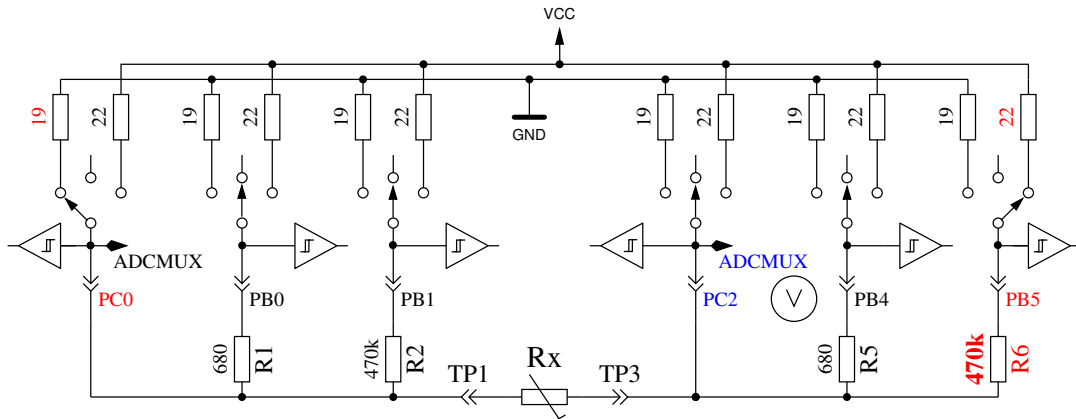 VCC
19
22
19
22
19
22
GND
19
22
19
22
19
22
ADCMUX
ADCMUX
PC0
PB0
PB1
PC2
V
PB4
PB5
680
R1
470k
R2
TP1
Rx
TP3
680
R5
470k
R6